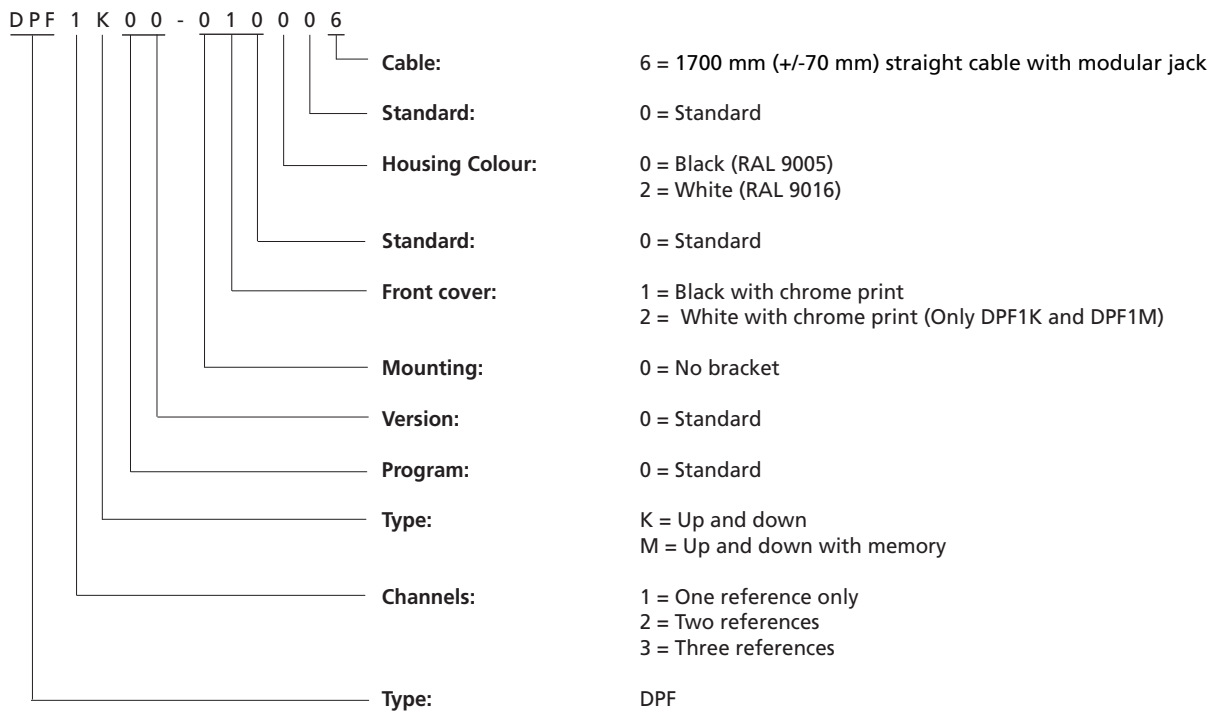 DPF1K00-010006
Cable: 6 = 1700 mm (+/-70 mm) straight cable with modular jack
Standard: 0 = Standard
Housing Colour: 0 = Black (RAL 9005)
2 = White (RAL 9016)
Standard: 0 = Standard
Front cover: 1 = Black with chrome print
2 = White with chrome print (Only DPF1K and DPF1M)
Mounting: 0 = No bracket
Version: 0 = Standard
Program: 0 = Standard
Type: K = Up and down
M = Up and down with memory
Channels: 1 = One reference only
2 = Two references
3 = Three references
Type: DPF